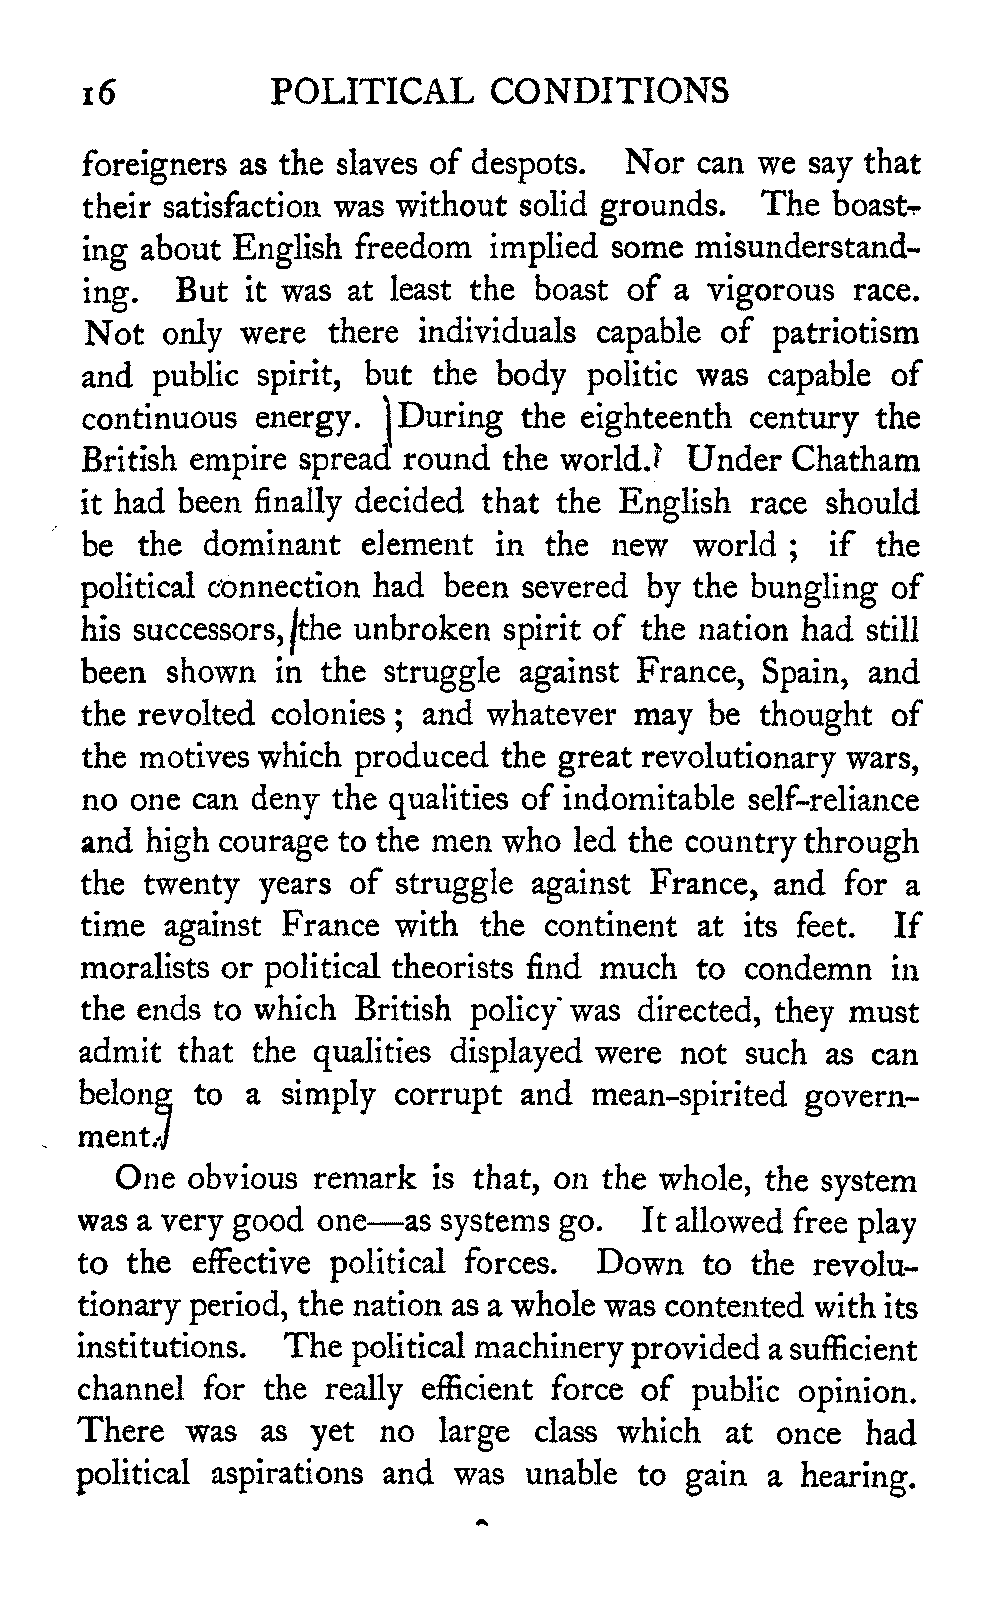 16 POLITICAL CONDITIONS
foreigners as the slaves of despots. Nor can we say that
their satisfaction was without solid grounds. The boast-
ing about English freedom implied some misunderstand-
ing. But it was at least the boast of a vigorous race.
Not only were there individuals capable of patriotism
and public spirit, but the body politic was capable of
continuous energy. During the eighteenth century the
British empire spread round the world. Under Chatham
it had been finally decided that the English race should
be the dominant element in the new world ; if the
political connection had been severed by the bungling of
his successors, the unbroken spirit of the nation had still
been shown in the struggle against France, Spain, and
the revolted colonies ; and whatever may be thought of
the motives which produced the great revolutionary wars,
no one can deny the qualities of indomitable self-reliance
and high courage to the men who led the country through
the twenty years of struggle against France, and for a
time against France with the continent at its feet. If
moralists or political theorists find much to condemn in
the ends to which British policy was directed, they must
admit that the qualities displayed were not such as can
belong to a simply corrupt and mean-spirited govern-
ment.
One obvious remark is that, on the whole, the system
was a very good one—as systems go. It allowed free play
to the effective political forces. Down to the revolu-
tionary period, the nation as a whole was contented with its
institutions. The political machinery provided a sufficient
channel for the really efficient force of public opinion.
There was as yet no large class which at once had
political aspirations and was unable to gain a hearing.